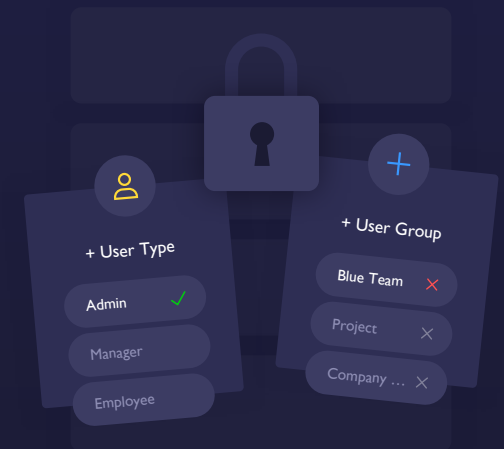 + User Type
Admin
Manager
Employee
+ User Group
Blue Team
Project
Company ...